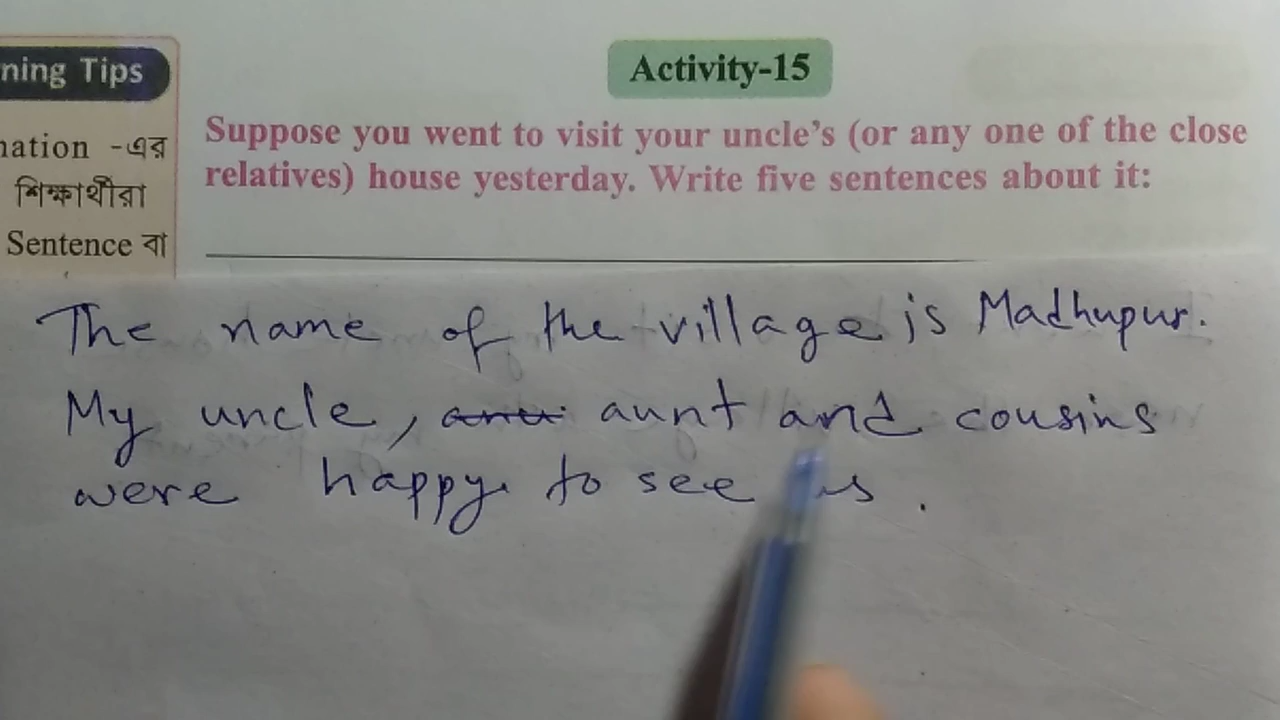 ning Tips
Activity-15
nation -এর
শিক্ষার্থীরা
Sentence বা
Suppose you went to visit your uncle's (or any one of the close
relatives) house yesterday. Write five sentences about it:
The name of the village is Madhupur.
My uncle, aunt and cousins
were happy to see us.